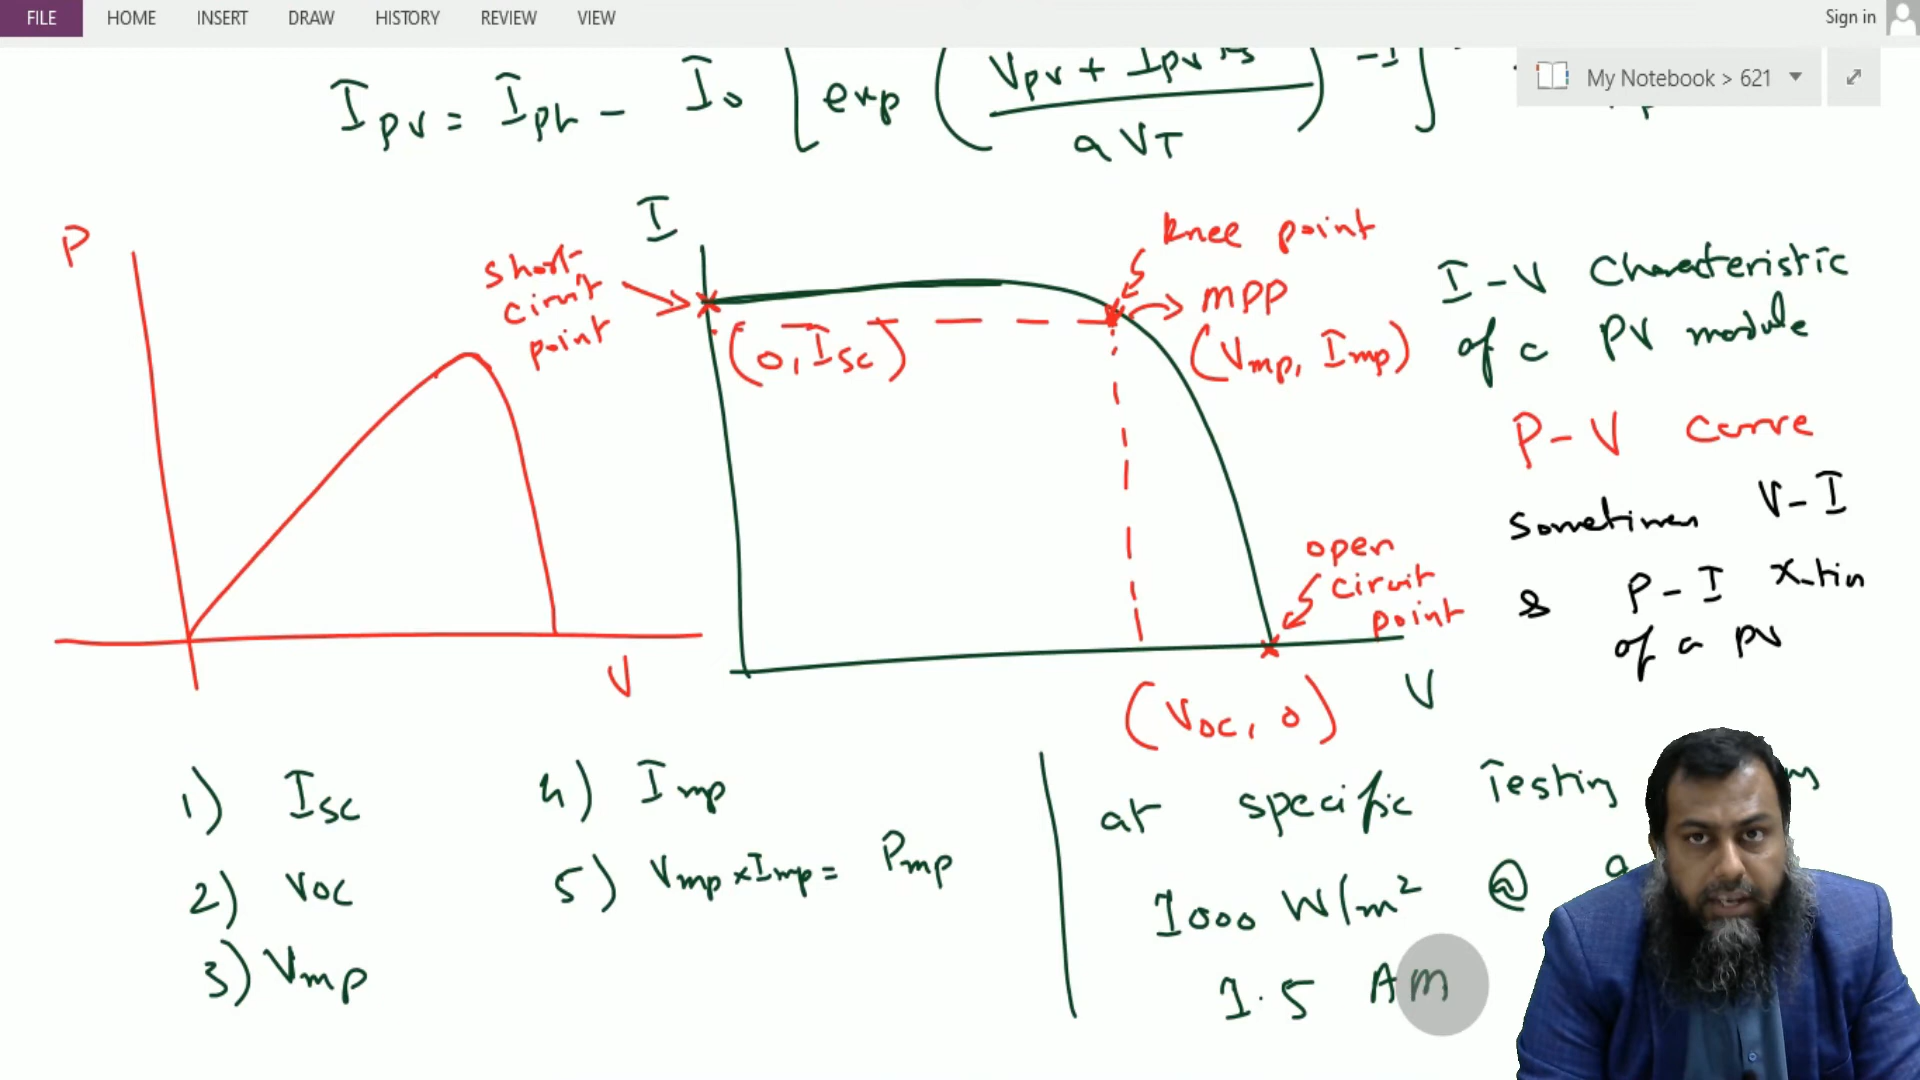 FILE HOME INSERT DRAW HISTORY REVIEW VIEW Sign in
My Notebook > 621
Ipv = Iph - Io [exp (Vpv + Ipv Rs / aVT) -1]
P
V
I
short
ciruit
point
(0, Isc)
knee point
MPP
(Vmp, Imp)
open
ciruit
point
(Voc, 0)
V
I-V Characteristic
of a PV module
P-V Curve
Sometimes V-I
& P-I
of a PV
1) Isc
2) Voc
3) Vmp
4) Imp
5) Vmp x Imp = Pmp
at specific Testing
1000 W/m² @
1.5 AM